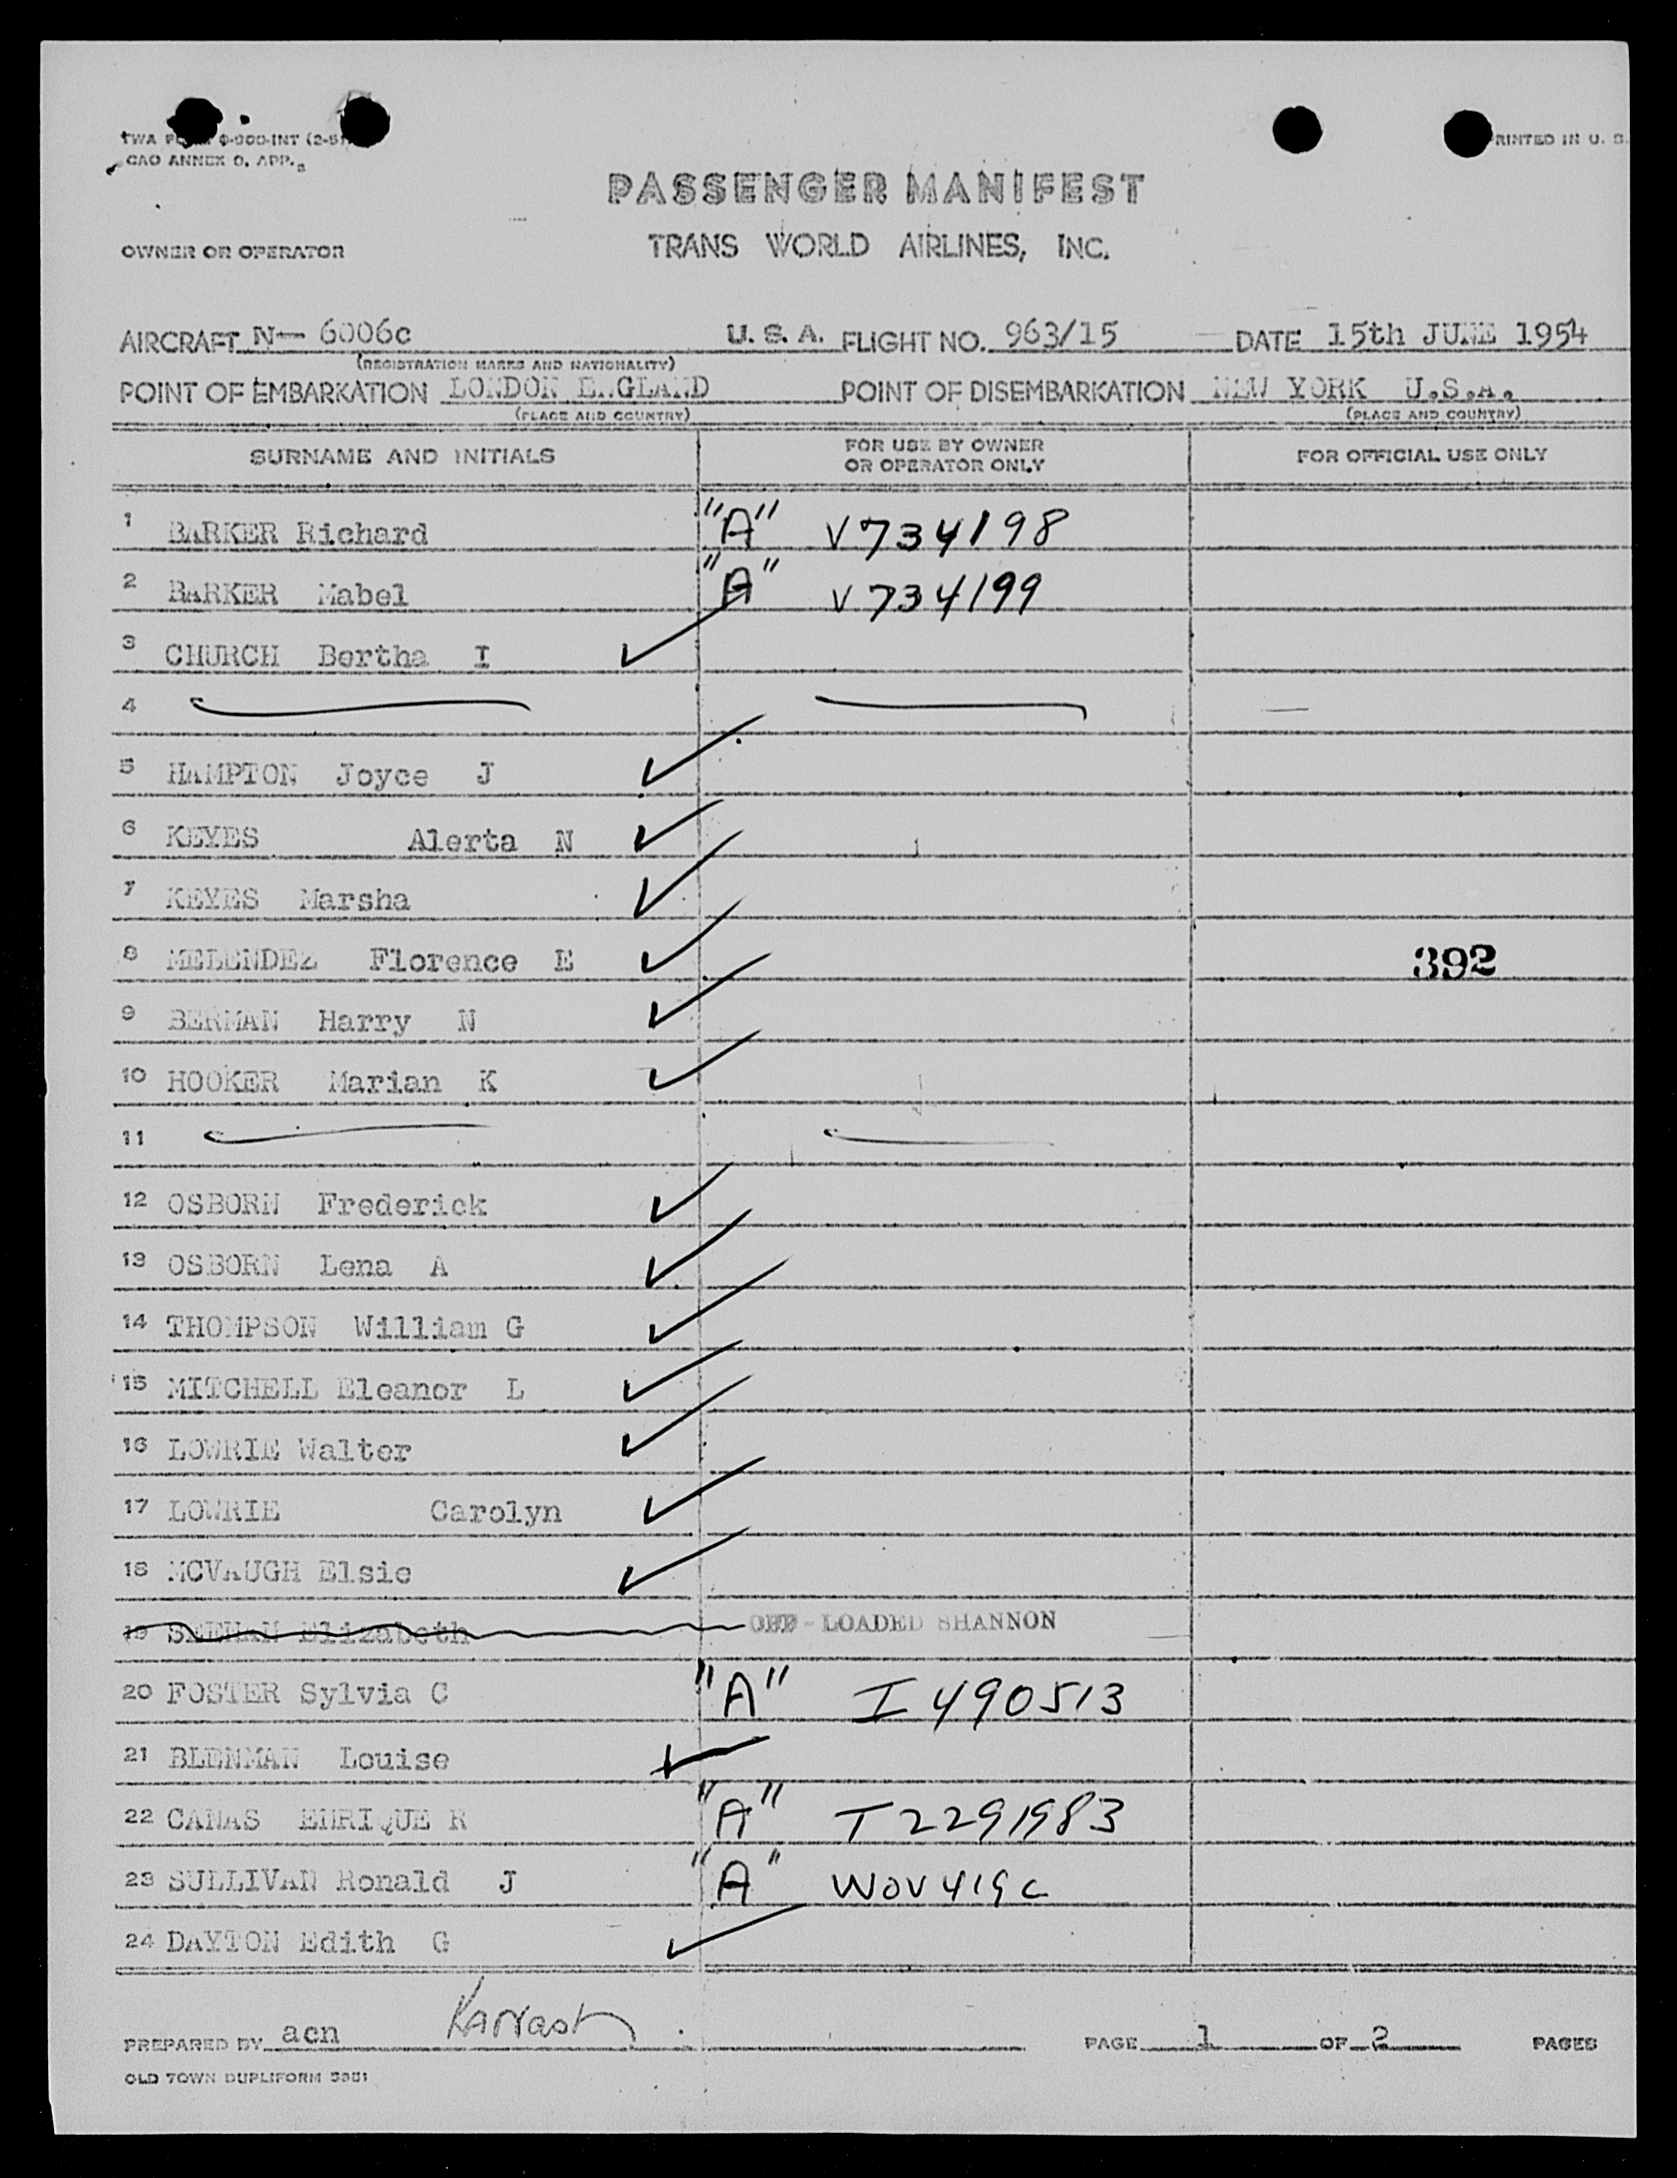 TWA 0-300-INT (2-51)
CAO ANNEX 9, APP.
PRINTED IN U. S.
PASSENGER MANIFEST
OWNER OR OPERATOR
TRANS WORLD AIRLINES, INC.
AIRCRAFT N— 6006c U. S. A. FLIGHT NO. 963/15 DATE 15th JUNE 1954
(REGISTRATION MARKS AND NATIONALITY)
POINT OF EMBARKATION LONDON ENGLAND POINT OF DISEMBARKATION NEW YORK U.S.A.
(PLACE AND COUNTRY) (PLACE AND COUNTRY)
SURNAME AND INITIALS FOR USE BY OWNER OR OPERATOR ONLY FOR OFFICIAL USE ONLY
1 BARKER Richard "A" V734198
2 BARKER Mabel "A" V734199
3 CHURCH Bertha I ✓
4
5 HAMPTON Joyce J ✓
6 KEYES Alerta N ✓
7 KEYES Marsha ✓
8 MELENDEZ Florence E ✓ 392
9 BERMAN Harry N ✓
10 HOOKER Marian K ✓
11
12 OSBORN Frederick ✓
13 OSBORN Lena A ✓
14 THOMPSON William G ✓
15 MITCHELL Eleanor L ✓
16 LOWRIE Walter ✓
17 LOWRIE Carolyn ✓
18 MCVAUGH Elsie ✓
19 Elizabeth OFF-LOADED SHANNON
20 FOSTER Sylvia C "A" I490513
21 BLENMAN Louise ✓
22 CANAS ENRIQUE R "A" T2291983
23 SULLIVAN Ronald J "A" WOV419C
24 DAYTON Edith G ✓
PREPARED BY acn PAGE 1 OF 2 PAGES
OLD TOWN DUPLIFORM